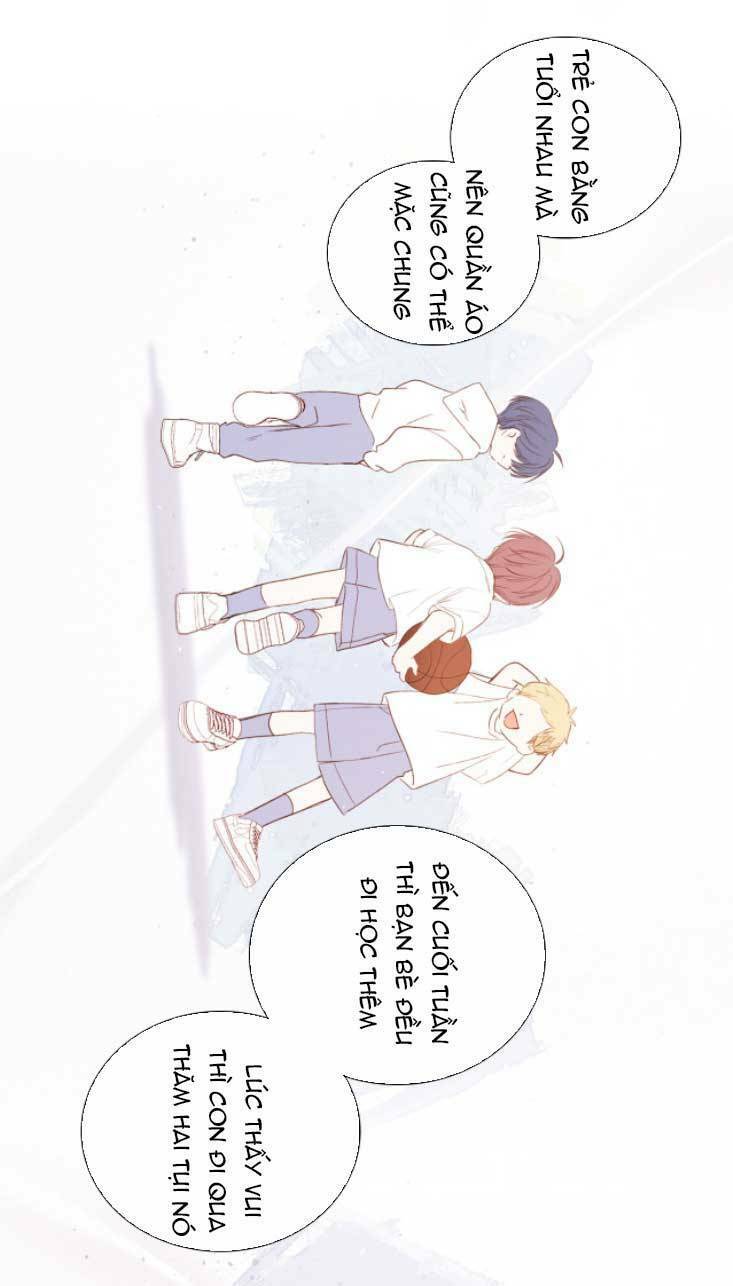 TRẺ CON BẰNG
TUỔI NHAU MÀ
NÊN QUẦN ÁO
CŨNG CÓ THỂ
MẶC CHUNG
ĐẾN CUỐI TUẦN
THÌ BẠN BÈ ĐỀU
ĐI HỌC THÊM
LÚC THẤY VUI
THÌ CON ĐI QUA
THĂM HAI TỤI NÓ